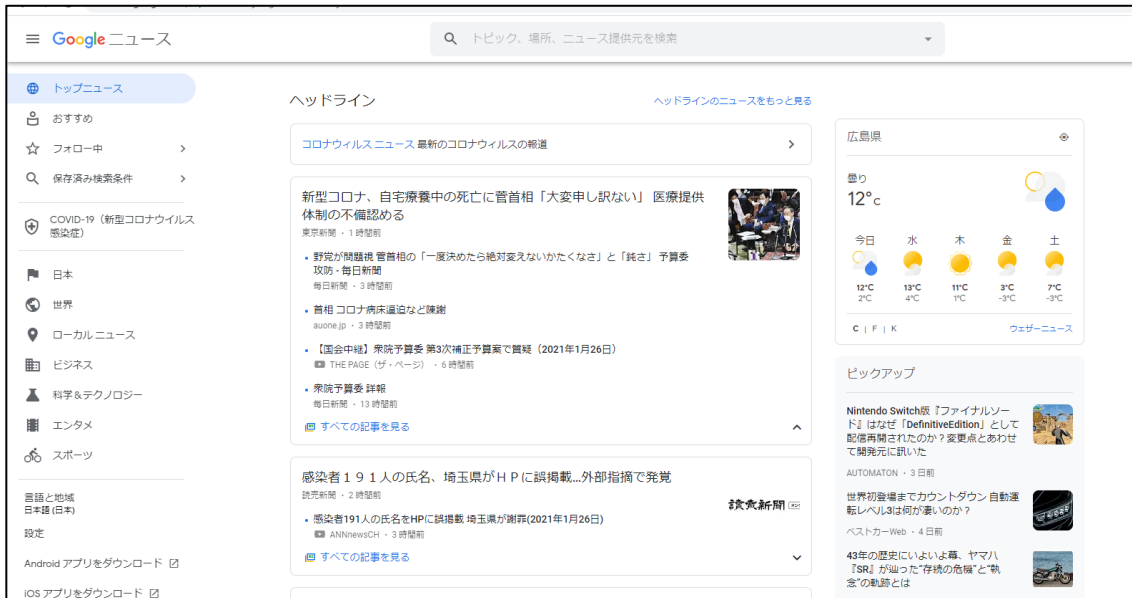 Google ニュース
トピック、場所、ニュース提供元を検索
トップニュース
おすすめ
フォロー中
保存済み検索条件
COVID-19（新型コロナウイルス
感染症）
日本
世界
ローカル ニュース
ビジネス
科学＆テクノロジー
エンタメ
スポーツ
言語と地域
日本語 (日本)
設定
Android アプリをダウンロード
iOS アプリをダウンロード
ヘッドライン
ヘッドラインのニュースをもっと見る
コロナウィルス ニュース 最新のコロナウィルスの報道
新型コロナ、自宅療養中の死亡に菅首相「大変申し訳ない」 医療提供
体制の不備認める
東京新聞・1 時間前
野党が問題視 菅首相の「一度決めたら絶対変えないかたくなさ」と「鈍さ」 予算委
攻防 - 毎日新聞
毎日新聞・3 時間前
首相 コロナ病床逼迫など陳謝
auone.jp・3 時間前
【国会中継】衆院予算委 第3次補正予算案で質疑（2021年1月26日）
THE PAGE（ザ・ページ）・6 時間前
衆院予算委 詳報
毎日新聞・13 時間前
すべての記事を見る
感染者１９１人の氏名、埼玉県がＨＰに誤掲載...外部指摘で発覚
読売新聞・2 時間前
讀売新聞
感染者191人の氏名をHPに誤掲載 埼玉県が謝罪(2021年1月26日)
ANNnewsCH・3 時間前
すべての記事を見る
広島県
曇り
12°C
今日 水 木 金 土
12°C 13°C 11°C 3°C 7°C
2°C 4°C 1°C -3°C -3°C
C | F | K
ウェザーニュース
ピックアップ
Nintendo Switch版『ファイナルソー
ド』はなぜ「DefinitiveEdition」として
配信再開されたのか？変更点とあわせ
て開発元に訊いた
AUTOMATON・3 日前
世界初登場までカウントダウン 自動運
転レベル3は何が凄いのか？
ベストカーWeb・4 日前
43年の歴史にいよいよ幕、ヤマハ
『SR』が辿った“存続の危機”と“執
念”の軌跡とは